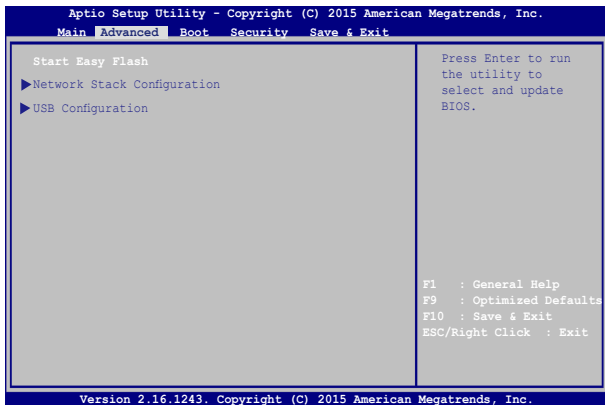 Aptio Setup Utility - Copyright (C) 2015 American Megatrends, Inc.
Main Advanced Boot Security Save & Exit
Start Easy Flash
Network Stack Configuration
USB Configuration
Press Enter to run
the utility to
select and update
BIOS.
F1 : General Help
F9 : Optimized Defaults
F10 : Save & Exit
ESC/Right Click : Exit
Version 2.16.1243. Copyright (C) 2015 American Megatrends, Inc.